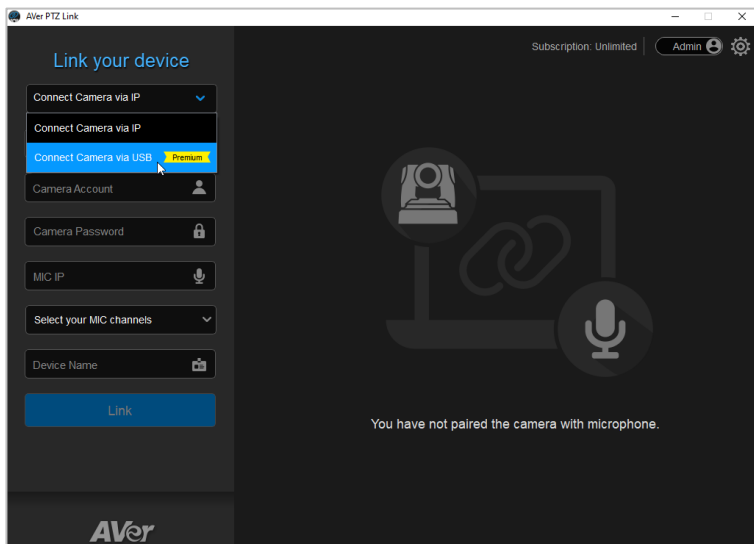 AVer PTZ Link
Link your device
Subscription: Unlimited
Admin
Connect Camera via IP
Connect Camera via IP
Connect Camera via USB Premium
Camera Account
Camera Password
MIC IP
Select your MIC channels
Device Name
Link
You have not paired the camera with microphone.
AVer